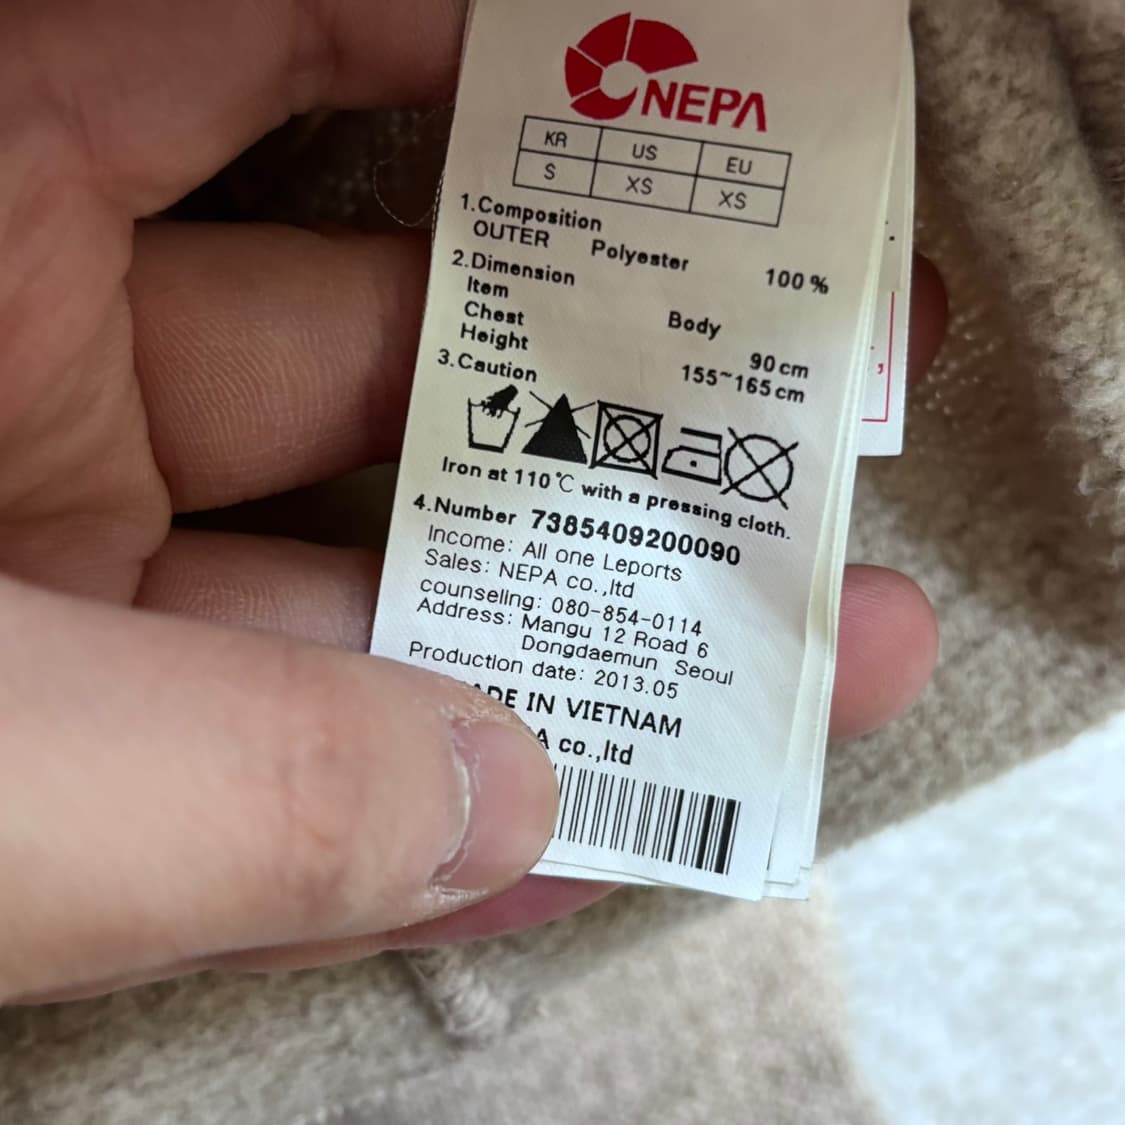 NEPA
KR US EU
S XS XS
1.Composition
OUTER Polyester 100 %
2.Dimension
Item Body
Chest 90 cm
Height 155~165 cm
3.Caution
Iron at 110℃ with a pressing cloth.
4.Number 7385409200090
Income: All one Leports
Sales: NEPA co.,ltd
counseling: 080-854-0114
Address: Mangu 12 Road 6
Dongdaemun Seoul
Production date: 2013.05
IN VIETNAM
co.,ltd